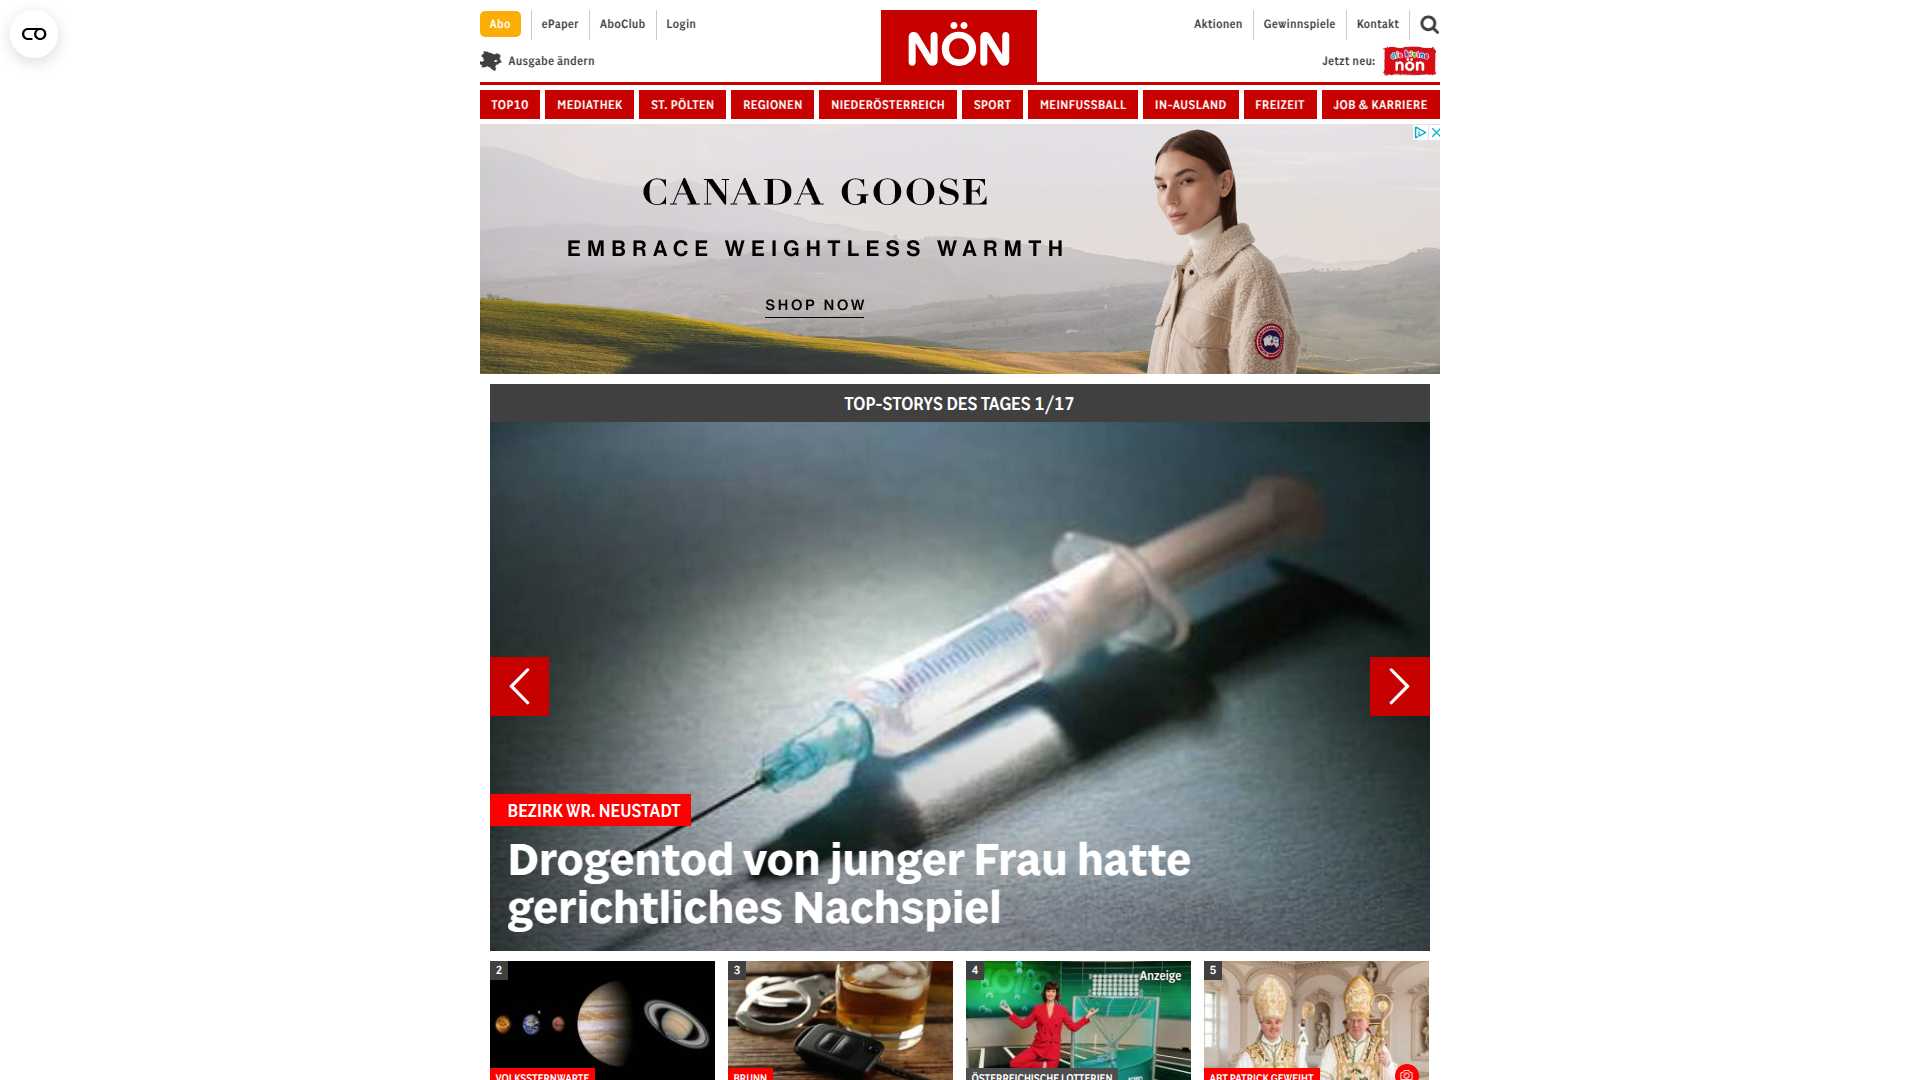 Abo
ePaper
AboClub
Login
NÖN
Aktionen
Gewinnspiele
Kontakt
Ausgabe ändern
Jetzt neu:
die kleine
nön
TOP10
MEDIATHEK
ST. PÖLTEN
REGIONEN
NIEDERÖSTERREICH
SPORT
MEINFUSSBALL
IN-AUSLAND
FREIZEIT
JOB & KARRIERE
CANADA GOOSE
EMBRACE WEIGHTLESS WARMTH
SHOP NOW
TOP-STORYS DES TAGES 1/17
BEZIRK WR. NEUSTADT
Drogentod von junger Frau hatte
gerichtliches Nachspiel
2
3
4
Anzeige
5
VOLKSSTERNWARTE
BRUNN
ÖSTERREICHISCHE LOTTERIEN
ABT PATRICK GEWEIHT